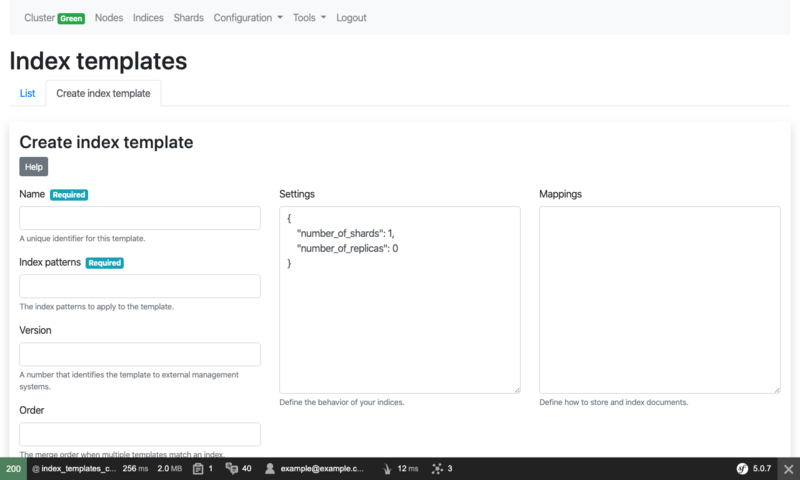 Cluster Green Nodes Indices Shards Configuration Tools Logout
Index templates
List Create index template
Create index template
Help
Name Required
A unique identifier for this template.
Index patterns Required
The index patterns to apply to the template.
Version
A number that identifies the template to external management
systems.
Order
The merge order when multiple templates match an index.
Settings
{
"number_of_shards": 1,
"number_of_replicas": 0
}
Define the behavior of your indices.
Mappings
Define how to store and index documents.
200 @ index_templates_c... 256 ms 2.0 MB 1 40 example@example.c... 12 ms 3 sf 5.0.7